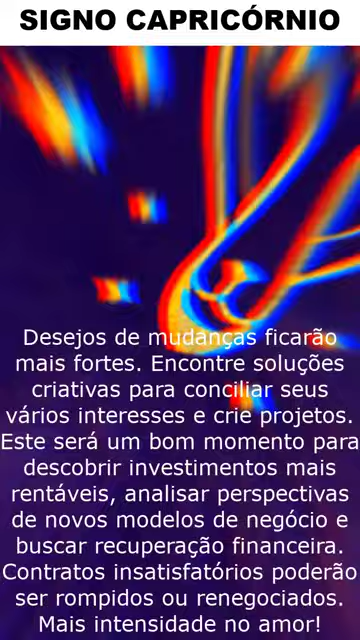 SIGNO CAPRICÓRNIO
Desejos de mudanças ficarão
mais fortes. Encontre soluções
criativas para conciliar seus
vários interesses e crie projetos.
Este será um bom momento para
descobrir investimentos mais
rentáveis, analisar perspectivas
de novos modelos de negócio e
buscar recuperação financeira.
Contratos insatisfatórios poderão
ser rompidos ou renegociados.
Mais intensidade no amor!